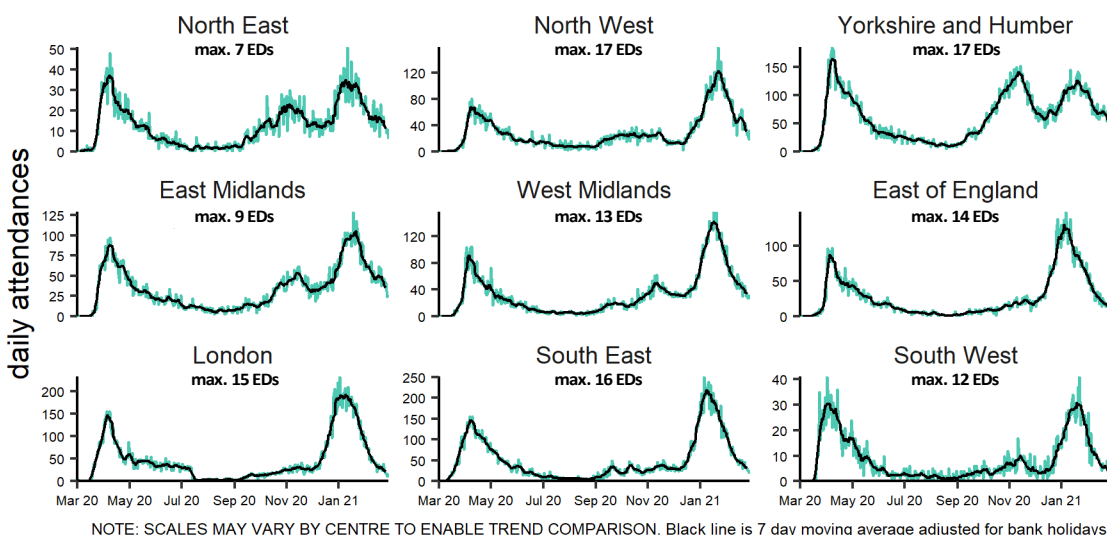 North East
max. 7 EDs
50
40
30
20
10
0
North West
max. 17 EDs
120
80
40
0
Yorkshire and Humber
max. 17 EDs
150
100
50
0
daily attendances
East Midlands
max. 9 EDs
125
100
75
50
25
0
West Midlands
max. 13 EDs
120
80
40
0
East of England
max. 14 EDs
100
50
0
London
max. 15 EDs
200
150
100
50
0
Mar 20 May 20 Jul 20 Sep 20 Nov 20 Jan 21
South East
max. 16 EDs
250
200
150
100
50
0
Mar 20 May 20 Jul 20 Sep 20 Nov 20 Jan 21
South West
max. 12 EDs
40
30
20
10
0
Mar 20 May 20 Jul 20 Sep 20 Nov 20 Jan 21
NOTE: SCALES MAY VARY BY CENTRE TO ENABLE TREND COMPARISON. Black line is 7 day moving average adjusted for bank holidays